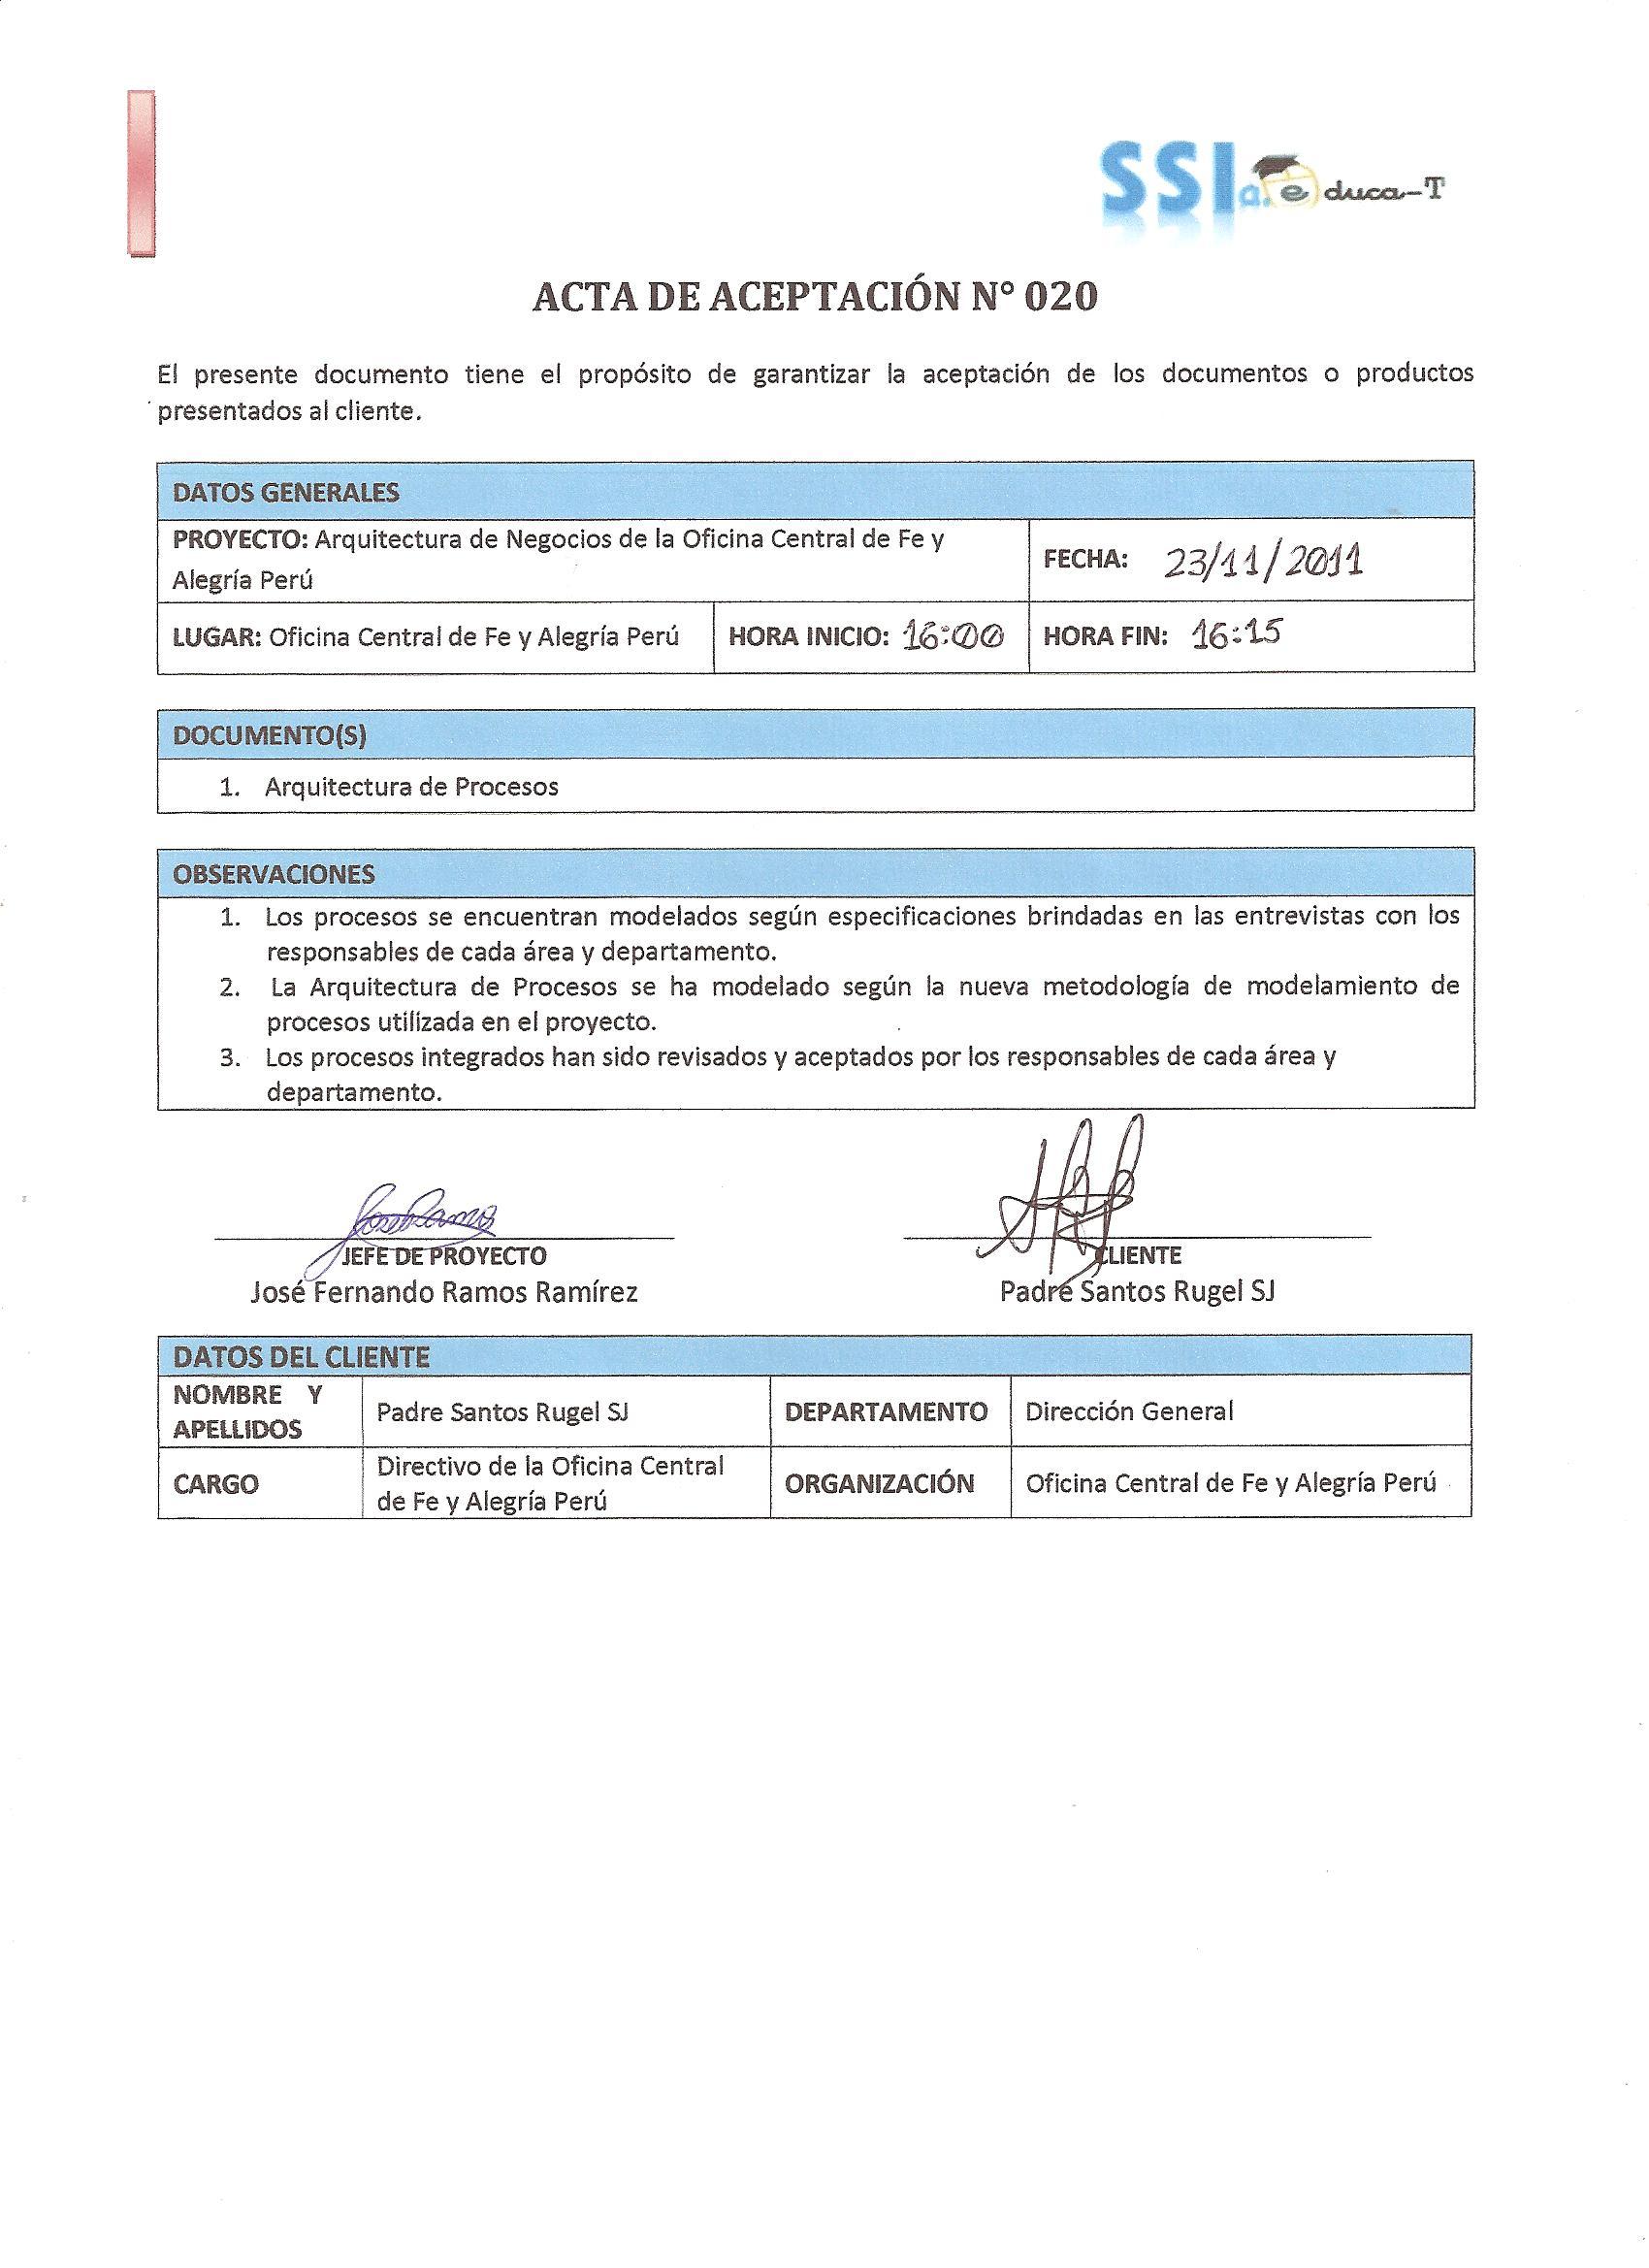 SSI a. e duca-T
ACTA DE ACEPTACIÓN N° 020
El presente documento tiene el propósito de garantizar la aceptación de los documentos o productos
presentados al cliente.
DATOS GENERALES
PROYECTO: Arquitectura de Negocios de la Oficina Central de Fe y
Alegría Perú
FECHA: 23/11/2011
LUGAR: Oficina Central de Fe y Alegría Perú
HORA INICIO: 16:00
HORA FIN: 16:15
DOCUMENTO(S)
1. Arquitectura de Procesos
OBSERVACIONES
1. Los procesos se encuentran modelados según especificaciones brindadas en las entrevistas con los
responsables de cada área y departamento.
2. La Arquitectura de Procesos se ha modelado según la nueva metodología de modelamiento de
procesos utilizada en el proyecto.
3. Los procesos integrados han sido revisados y aceptados por los responsables de cada área y
departamento.
José Ramos
JEFE DE PROYECTO
José Fernando Ramos Ramírez
CLIENTE
Padre Santos Rugel SJ
DATOS DEL CLIENTE
NOMBRE Y
APELLIDOS
Padre Santos Rugel SJ
DEPARTAMENTO
Dirección General
CARGO
Directivo de la Oficina Central
de Fe y Alegría Perú
ORGANIZACIÓN
Oficina Central de Fe y Alegría Perú